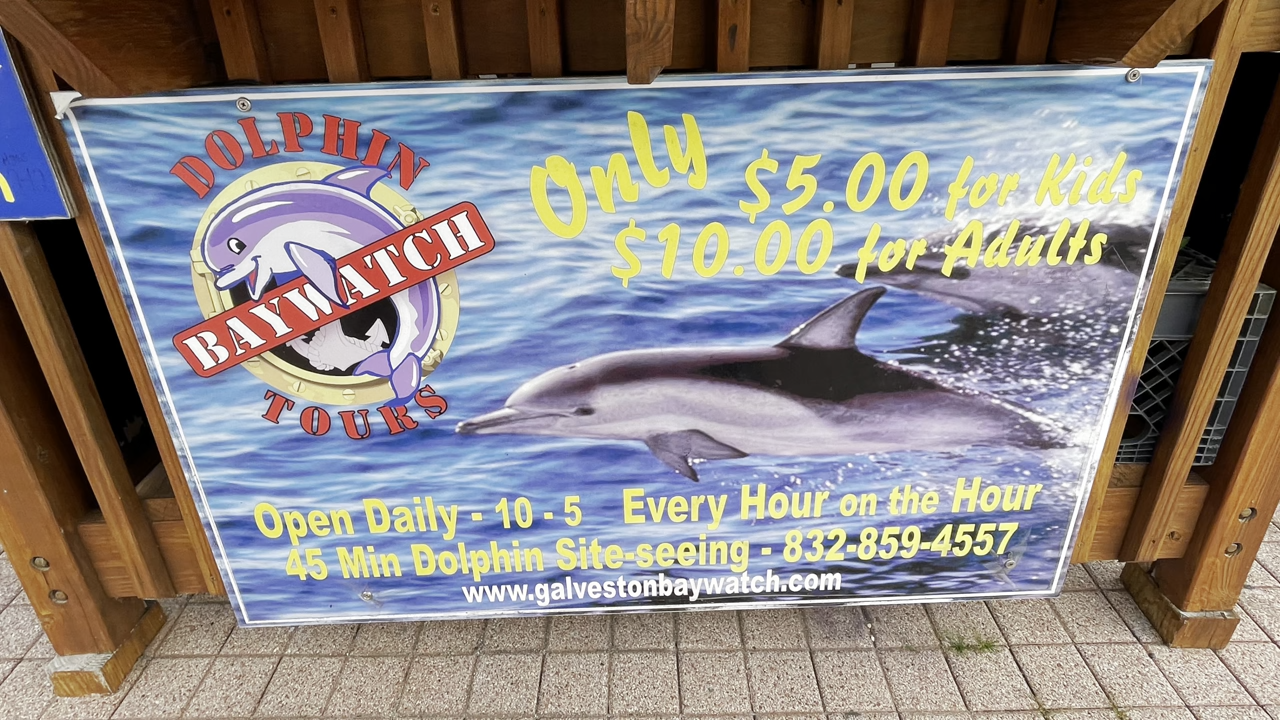 DOLPHIN
BAYWATCH
TOURS
Only
$5.00 for Kids
$10.00 for Adults
Open Daily - 10 - 5 Every Hour on the Hour
45 Min Dolphin Site-seeing - 832-859-4557
www.galvestonbaywatch.com